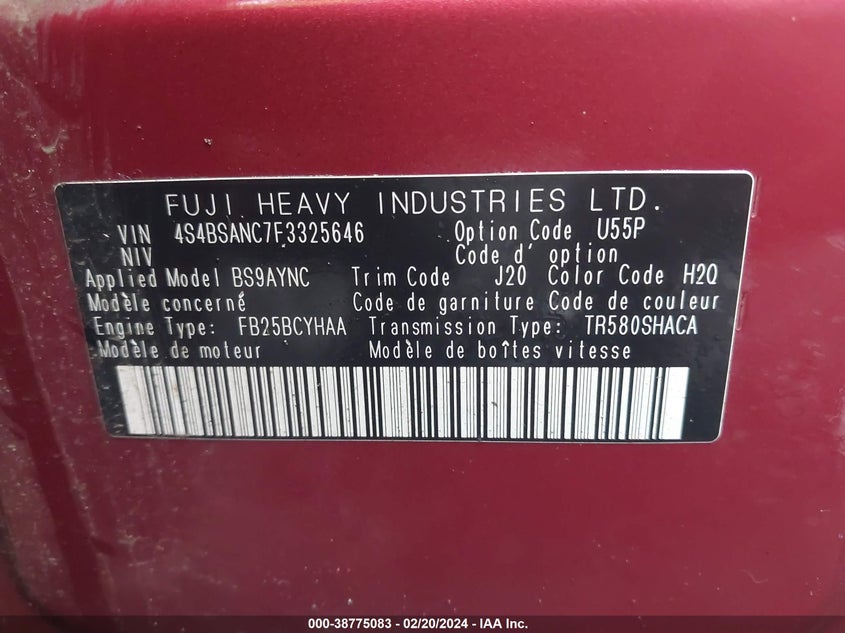 FUJI HEAVY INDUSTRIES LTD.
VIN 4S4BSANC7F3325646 Option Code U55P
NIV Code d' option
Applied Model BS9AYNC Trim Code J20 Color Code H2Q
Modèle concerné Code de garniture Code de couleur
Engine Type: FB25BCYHAA Transmission Type: TR580SHACA
Modèle de moteur Modèle de boîtes vitesse
000-38775083 - 02/20/2024 - IAA Inc.